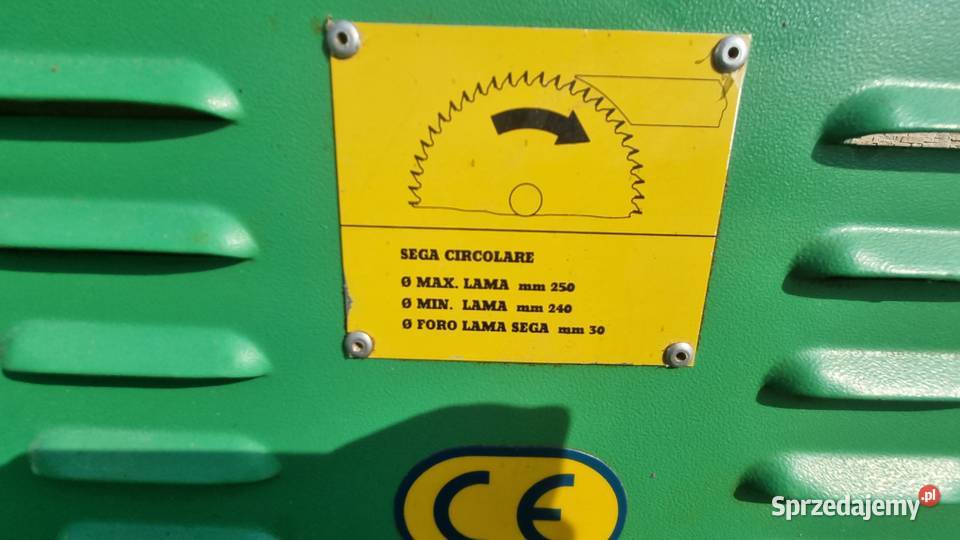 SEGA CIRCOLARE
Ø MAX. LAMA mm 250
Ø MIN. LAMA mm 240
Ø FORO LAMA SEGA mm 30
CE
Sprzedajemy.pl